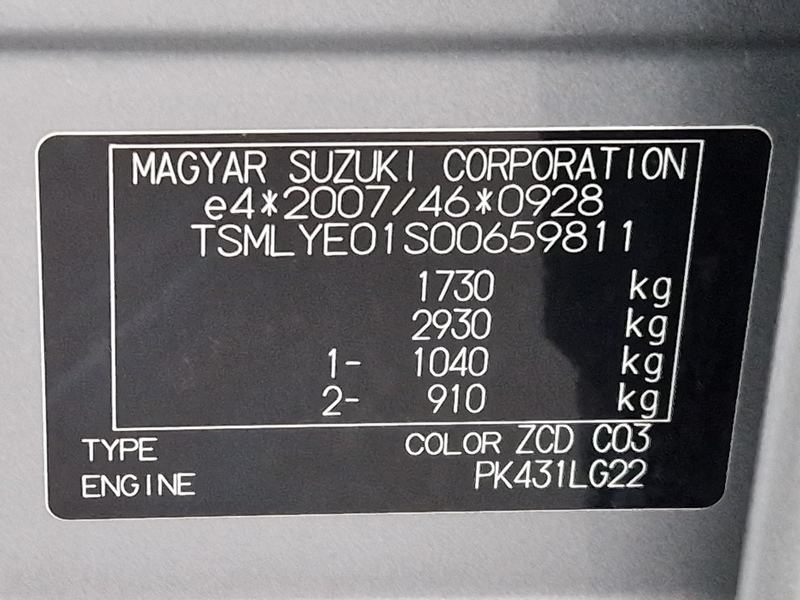 MAGYAR SUZUKI CORPORATION
e4*2007/46*0928
TSMLYE01S00659811
1730 kg
2930 kg
1- 1040 kg
2- 910 kg
TYPE COLOR ZCD C03
ENGINE PK431LG22